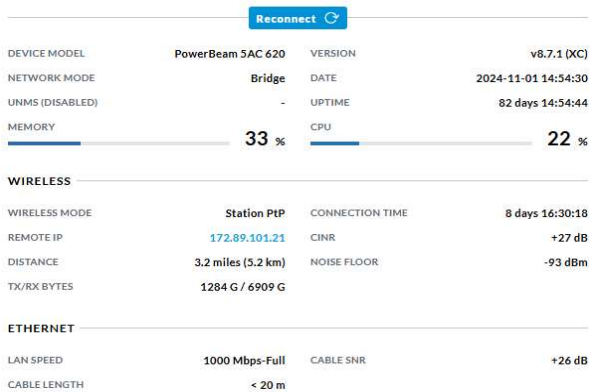 Reconnect
DEVICE MODEL PowerBeam 5AC 620 VERSION v8.7.1 (XC)
NETWORK MODE Bridge DATE 2024-11-01 14:54:30
UNMS (DISABLED) - UPTIME 82 days 14:54:44
MEMORY 33 % CPU 22 %
WIRELESS
WIRELESS MODE Station PtP CONNECTION TIME 8 days 16:30:18
REMOTE IP 172.89.101.21 CINR +27 dB
DISTANCE 3.2 miles (5.2 km) NOISE FLOOR -93 dBm
TX/RX BYTES 1284 G / 6909 G
ETHERNET
LAN SPEED 1000 Mbps-Full CABLE SNR +26 dB
CABLE LENGTH < 20 m